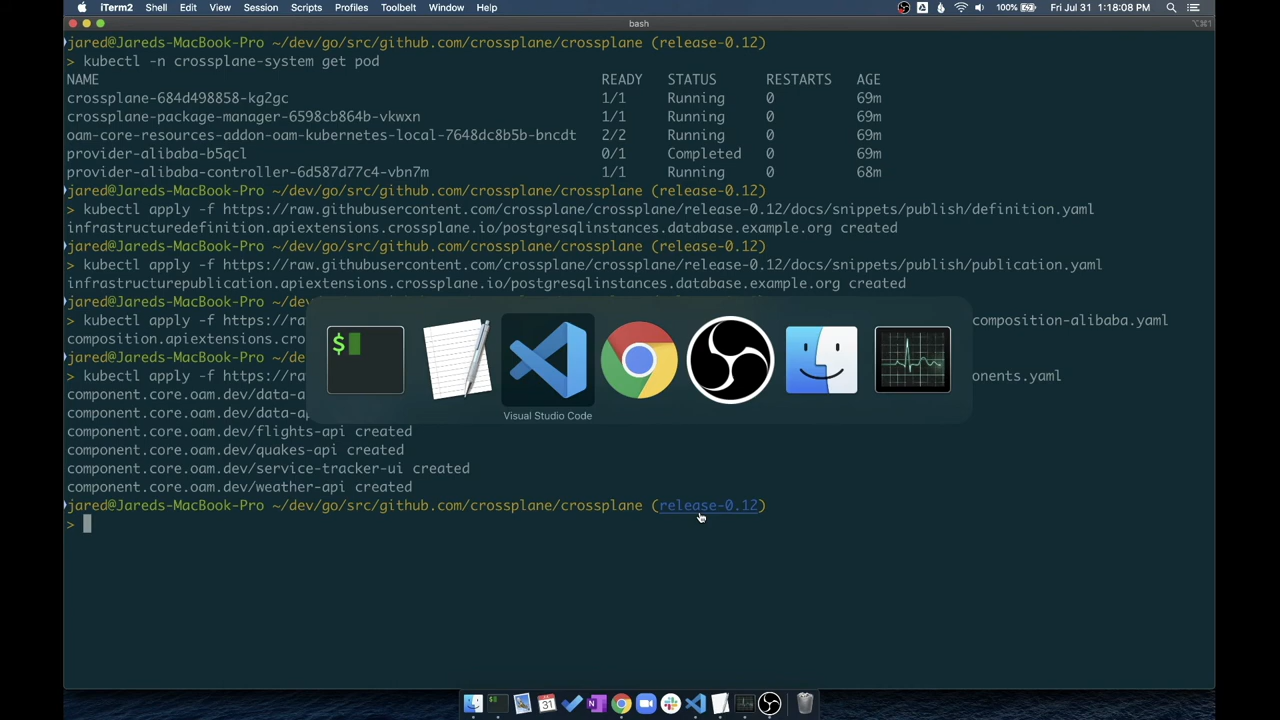 iTerm2 Shell Edit View Session Scripts Profiles Toolbelt Window Help 100% Fri Jul 31 1:18:08 PM
bash ⌥⌘1
jared@Jareds-MacBook-Pro ~/dev/go/src/github.com/crossplane/crossplane (release-0.12)
> kubectl -n crossplane-system get pod
NAME READY STATUS RESTARTS AGE
crossplane-684d498858-kg2gc 1/1 Running 0 69m
crossplane-package-manager-6598cb864b-vkwxn 1/1 Running 0 69m
oam-core-resources-addon-oam-kubernetes-local-7648dc8b5b-bncdt 2/2 Running 0 69m
provider-alibaba-b5qcl 0/1 Completed 0 69m
provider-alibaba-controller-6d587d77c4-vbn7m 1/1 Running 0 68m
jared@Jareds-MacBook-Pro ~/dev/go/src/github.com/crossplane/crossplane (release-0.12)
> kubectl apply -f https://raw.githubusercontent.com/crossplane/crossplane/release-0.12/docs/snippets/publish/definition.yaml
infrastructuredefinition.apiextensions.crossplane.io/postgresqlinstances.database.example.org created
jared@Jareds-MacBook-Pro ~/dev/go/src/github.com/crossplane/crossplane (release-0.12)
> kubectl apply -f https://raw.githubusercontent.com/crossplane/crossplane/release-0.12/docs/snippets/publish/publication.yaml
infrastructurepublication.apiextensions.crossplane.io/postgresqlinstances.database.example.org created
jared@Jareds-MacBook-Pro ~/dev/go/src/github.com/crossplane/crossplane (release-0.12)
> kubectl apply -f https://ra composition-alibaba.yaml
composition.apiextensions.cro
jared@Jareds-MacBook-Pro ~/de
> kubectl apply -f https://ra onents.yaml
component.core.oam.dev/data-a
component.core.oam.dev/data-ap
component.core.oam.dev/flights-api created
component.core.oam.dev/quakes-api created
component.core.oam.dev/service-tracker-ui created
component.core.oam.dev/weather-api created
jared@Jareds-MacBook-Pro ~/dev/go/src/github.com/crossplane/crossplane (release-0.12)
>
$
Visual Studio Code
31